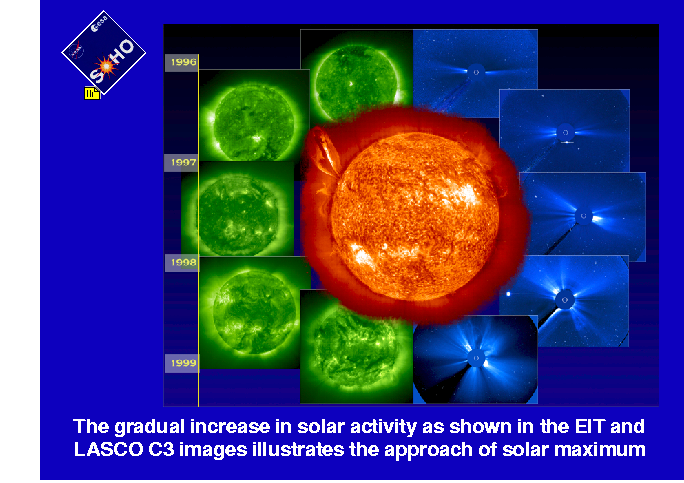 esa
SOHO
1996
1997
1998
1999
The gradual increase in solar activity as shown in the EIT and
LASCO C3 images illustrates the approach of solar maximum